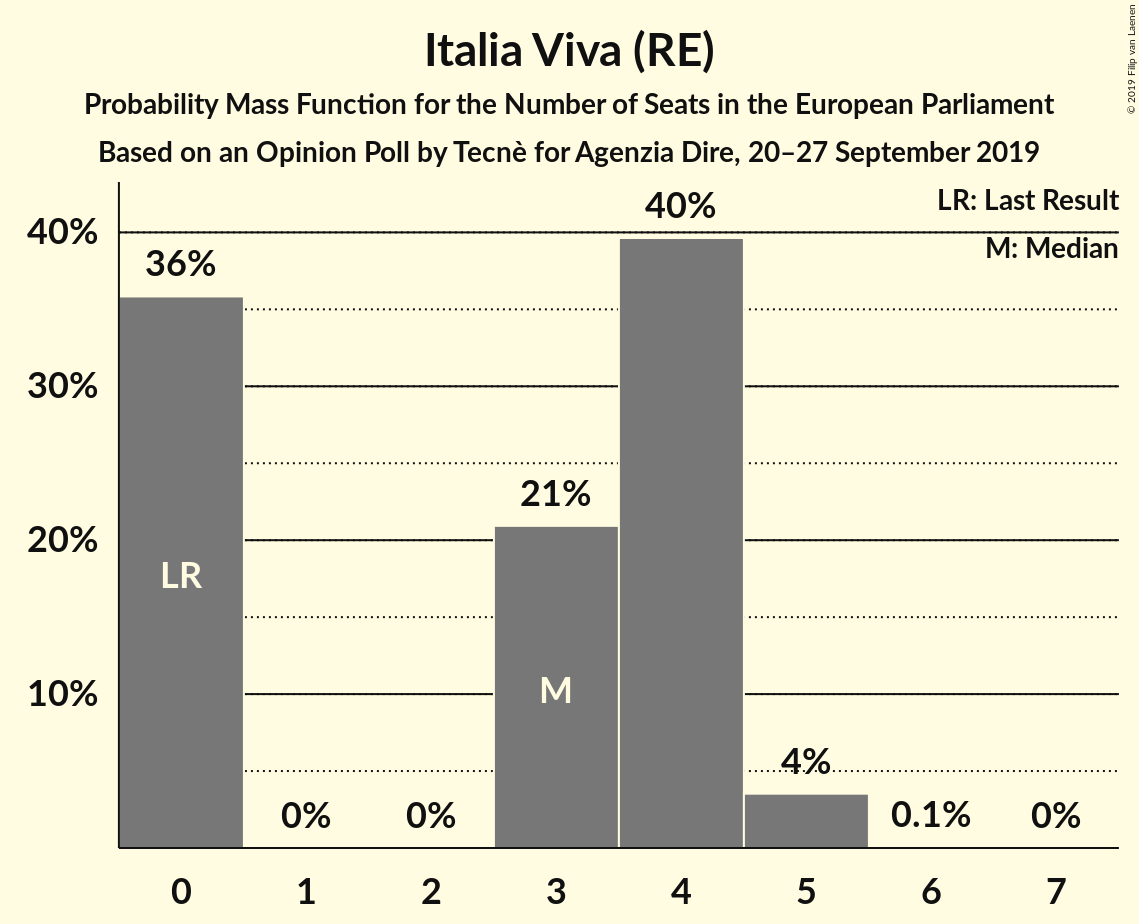 Italia Viva (RE)
Probability Mass Function for the Number of Seats in the European Parliament
Based on an Opinion Poll by Tecnè for Agenzia Dire, 20–27 September 2019
© 2019 Filip van Laenen
LR: Last Result
M: Median
40%
30%
20%
10%
36%
0%
0%
21%
40%
4%
0.1%
0%
LR
M
0 1 2 3 4 5 6 7